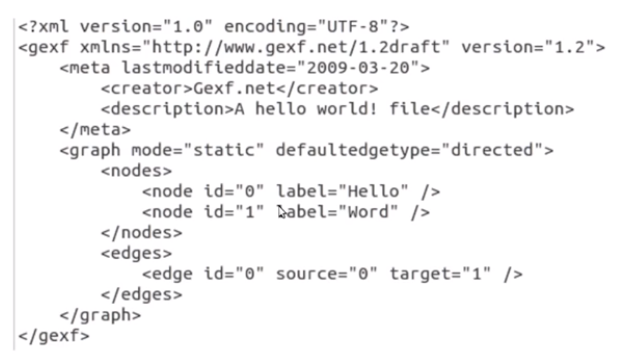 <?xml version="1.0" encoding="UTF-8"?>
<gexf xmlns="http://www.gexf.net/1.2draft" version="1.2">
    <meta lastmodifieddate="2009-03-20">
        <creator>Gexf.net</creator>
        <description>A hello world! file</description>
    </meta>
    <graph mode="static" defaultedgetype="directed">
        <nodes>
            <node id="0" label="Hello" />
            <node id="1" label="Word" />
        </nodes>
        <edges>
            <edge id="0" source="0" target="1" />
        </edges>
    </graph>
</gexf>